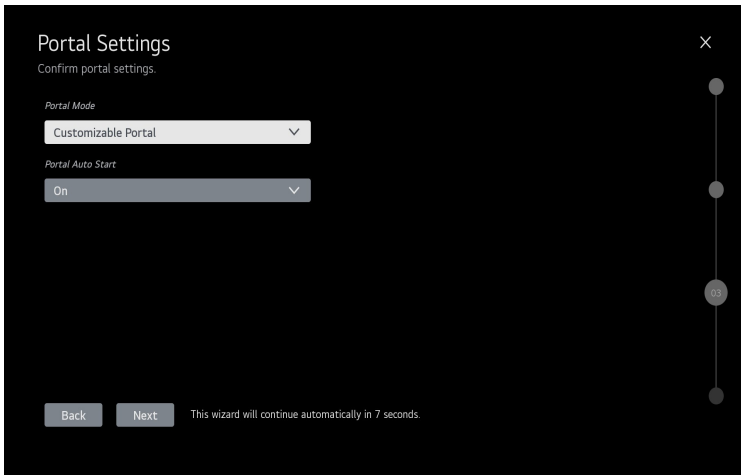 Portal Settings
Confirm portal settings.
Portal Mode
Customizable Portal
Portal Auto Start
On
03
Back
Next
This wizard will continue automatically in 7 seconds.